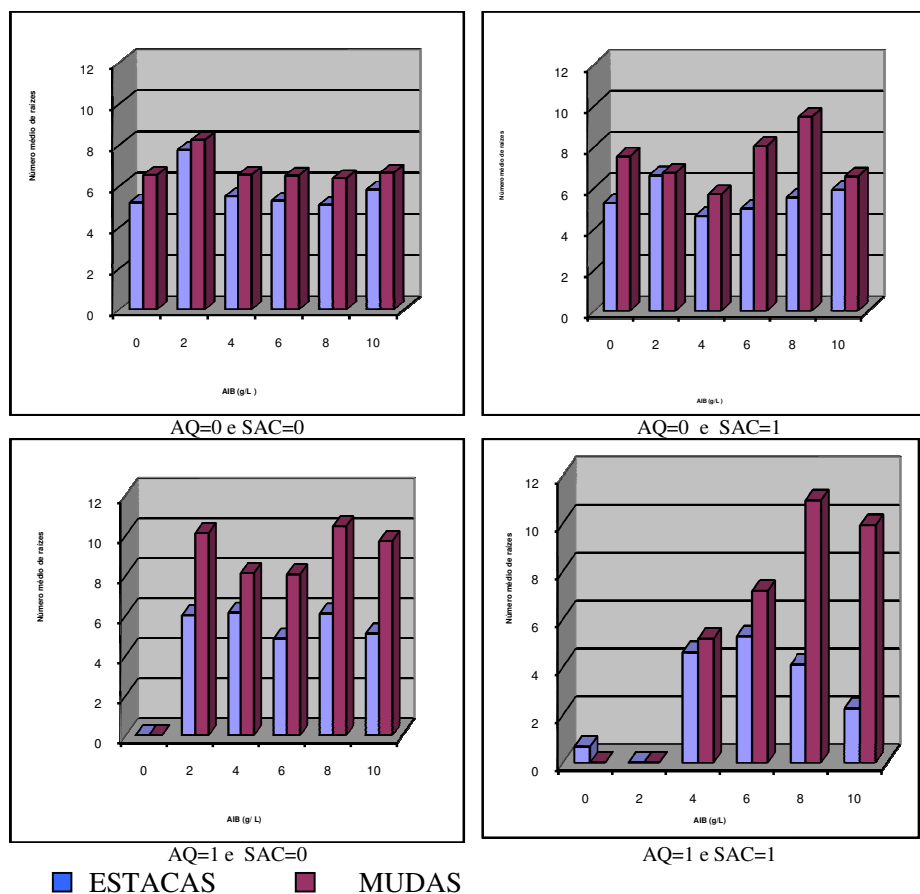 Número médio de raízes
12
10
8
6
4
2
0
0 2 4 6 8 10
AIB (g/L )
AQ=0 e SAC=0
Número médio de raízes
12
10
8
6
4
2
0
0 2 4 6 8 10
AIB (g/L )
AQ=0 e SAC=1
Número médio de raízes
12
10
8
6
4
2
0
0 2 4 6 8 10
AIB (g/ L)
AQ=1 e SAC=0
Número médio de raízes
12
10
8
6
4
2
0
0 2 4 6 8 10
AIB (g/L)
AQ=1 e SAC=1
ESTACAS MUDAS